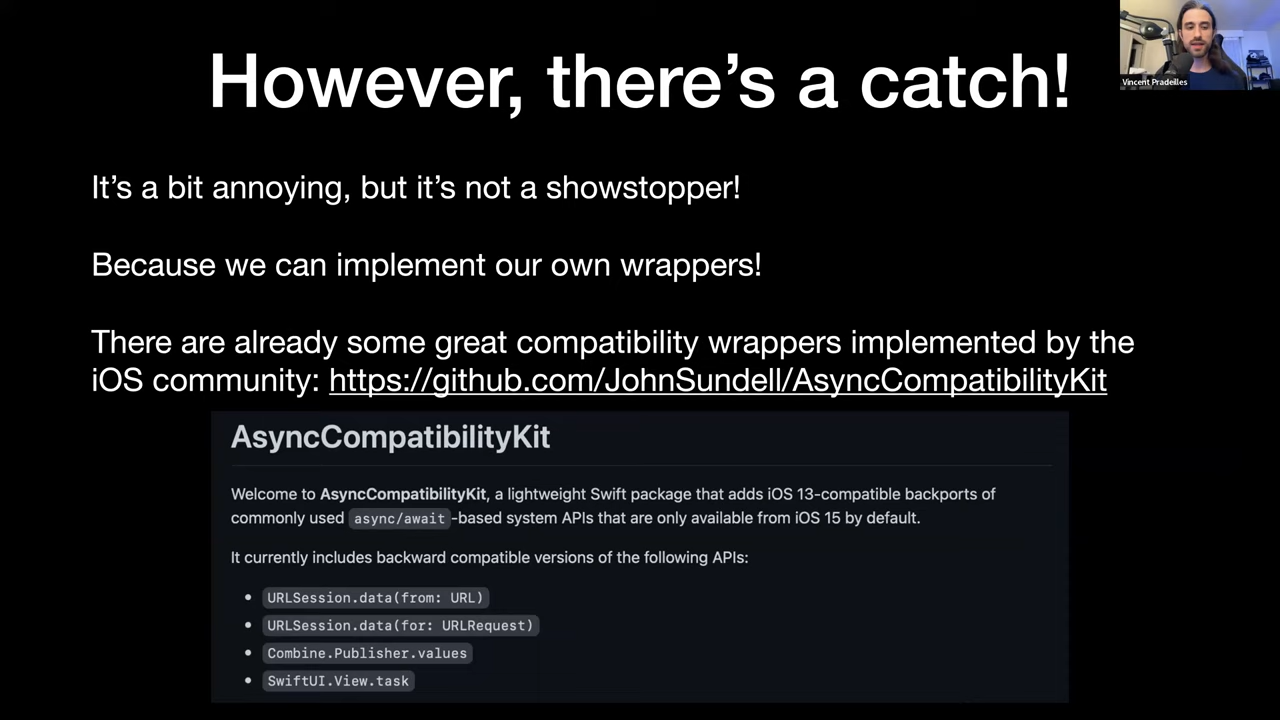 However, there's a catch!
Vincent Pradeilles
It's a bit annoying, but it's not a showstopper!
Because we can implement our own wrappers!
There are already some great compatibility wrappers implemented by the
iOS community: https://github.com/JohnSundell/AsyncCompatibilityKit
AsyncCompatibilityKit
Welcome to AsyncCompatibilityKit, a lightweight Swift package that adds iOS 13-compatible backports of
commonly used async/await-based system APIs that are only available from iOS 15 by default.
It currently includes backward compatible versions of the following APIs:
• URLSession.data(from: URL)
• URLSession.data(for: URLRequest)
• Combine.Publisher.values
• SwiftUI.View.task